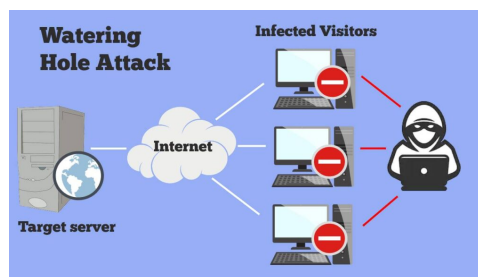 Watering
Hole Attack
Infected Visitors
Internet
Target server